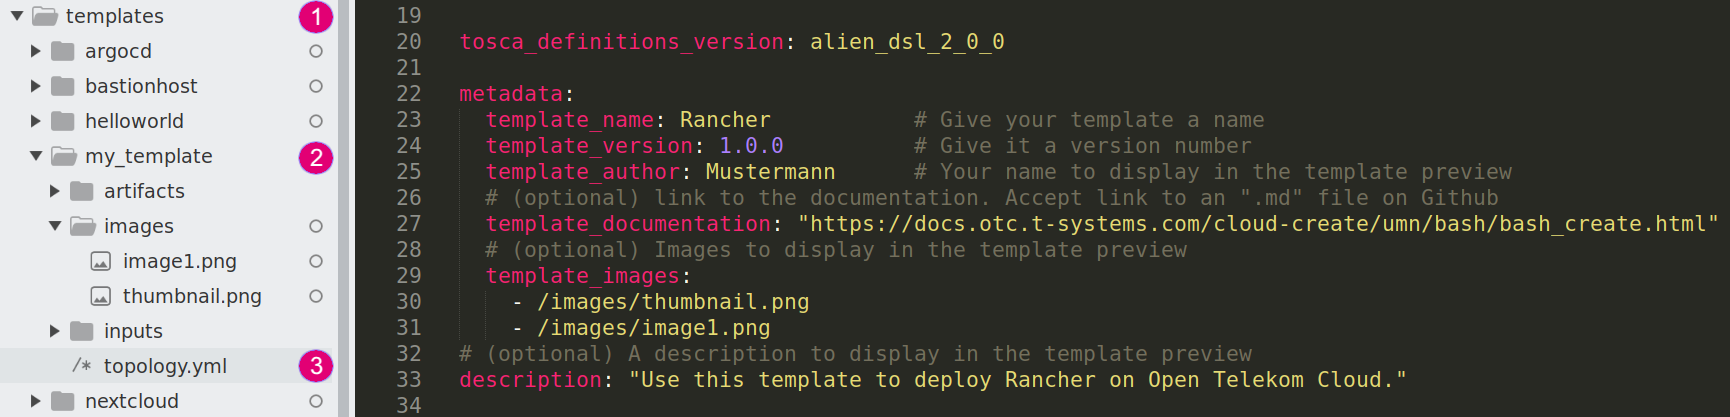 templates 1
argocd
bastionhost
helloworld
my_template 2
artifacts
images
image1.png
thumbnail.png
inputs
/* topology.yml 3
nextcloud
19
20 tosca_definitions_version: alien_dsl_2_0_0
21
22 metadata:
23 template_name: Rancher # Give your template a name
24 template_version: 1.0.0 # Give it a version number
25 template_author: Mustermann # Your name to display in the template preview
26 # (optional) link to the documentation. Accept link to an ".md" file on Github
27 template_documentation: "https://docs.otc.t-systems.com/cloud-create/umn/bash/bash_create.html"
28 # (optional) Images to display in the template preview
29 template_images:
30 - /images/thumbnail.png
31 - /images/image1.png
32 # (optional) A description to display in the template preview
33 description: "Use this template to deploy Rancher on Open Telekom Cloud."
34